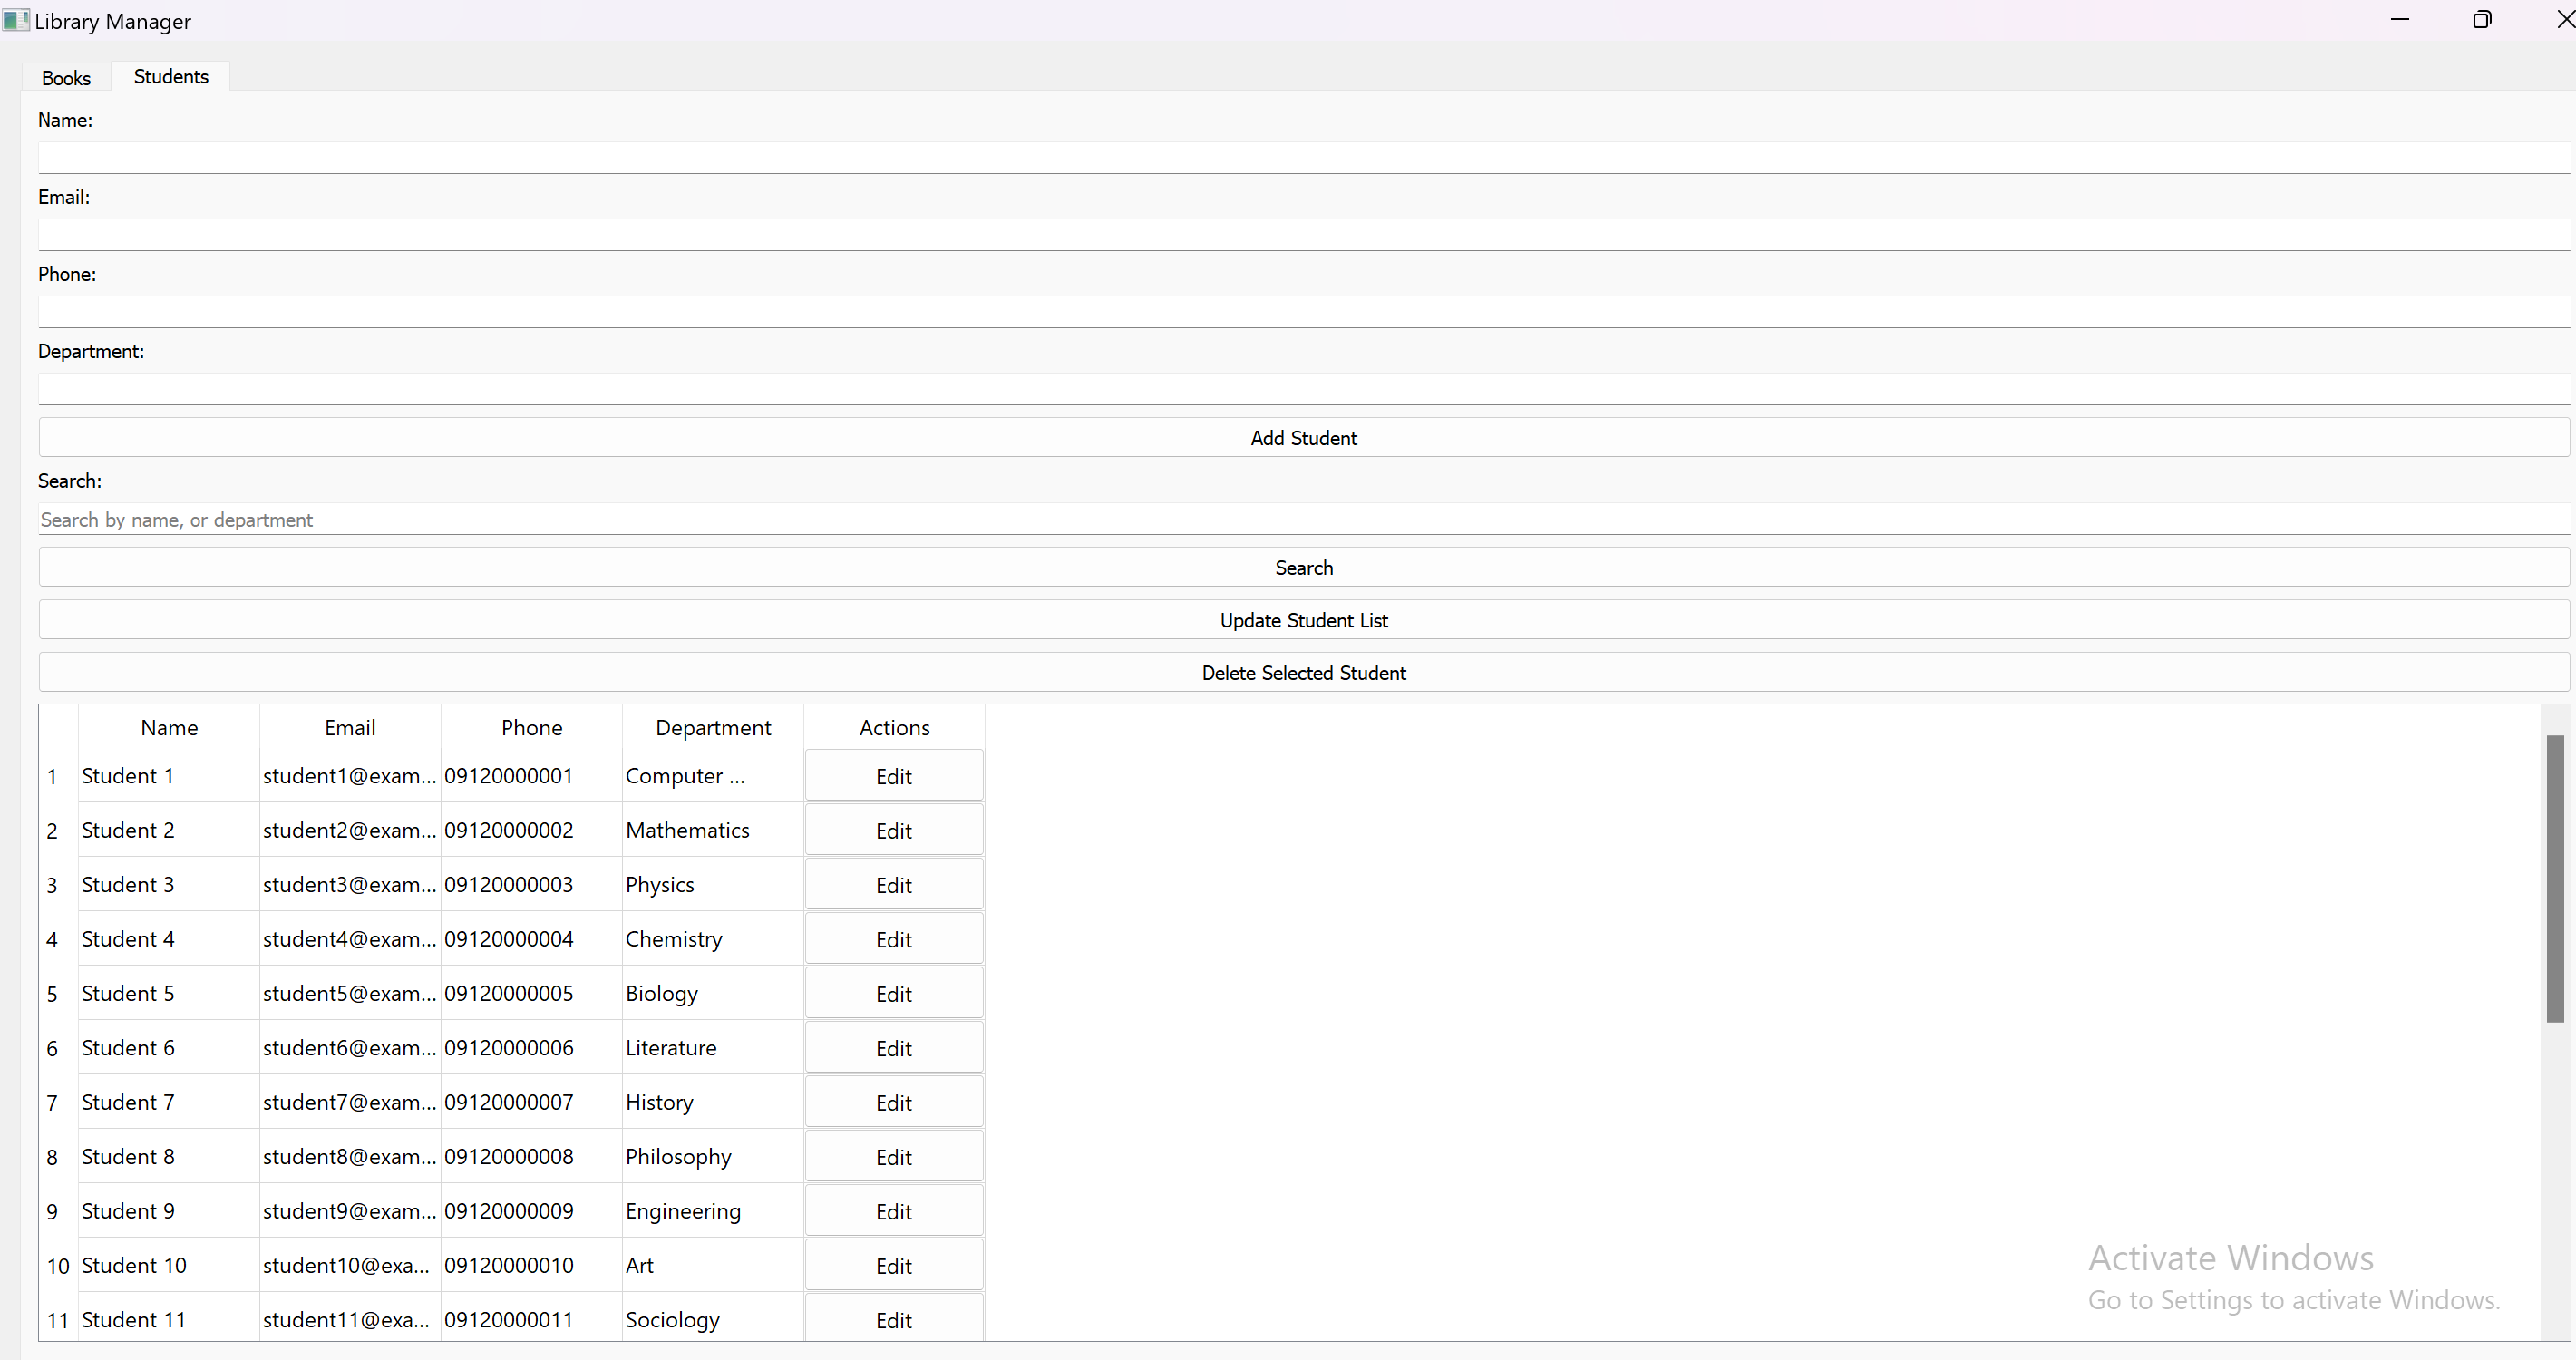 Library Manager
Books Students
Name:
Email:
Phone:
Department:
Add Student
Search:
Search by name, or department
Search
Update Student List
Delete Selected Student
Name Email Phone Department Actions
1 Student 1 student1@exam... 09120000001 Computer ... Edit
2 Student 2 student2@exam... 09120000002 Mathematics Edit
3 Student 3 student3@exam... 09120000003 Physics Edit
4 Student 4 student4@exam... 09120000004 Chemistry Edit
5 Student 5 student5@exam... 09120000005 Biology Edit
6 Student 6 student6@exam... 09120000006 Literature Edit
7 Student 7 student7@exam... 09120000007 History Edit
8 Student 8 student8@exam... 09120000008 Philosophy Edit
9 Student 9 student9@exam... 09120000009 Engineering Edit
10 Student 10 student10@exa... 09120000010 Art Edit
11 Student 11 student11@exa... 09120000011 Sociology Edit
Activate Windows
Go to Settings to activate Windows.